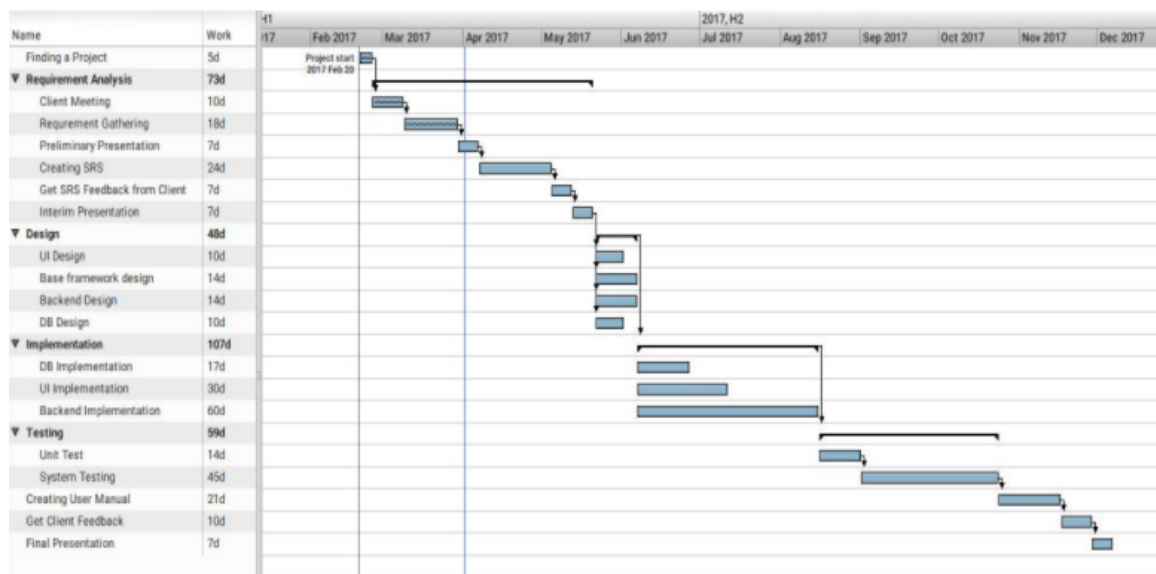 H1 2017, H2
Name Work 17 Feb 2017 Mar 2017 Apr 2017 May 2017 Jun 2017 Jul 2017 Aug 2017 Sep 2017 Oct 2017 Nov 2017 Dec 2017
Finding a Project 5d Project start
2017 Feb 20
Requirement Analysis 73d
Client Meeting 10d
Requrement Gathering 18d
Preliminary Presentation 7d
Creating SRS 24d
Get SRS Feedback from Client 7d
Interim Presentation 7d
Design 48d
UI Design 10d
Base framework design 14d
Backend Design 14d
DB Design 10d
Implementation 107d
DB Implementation 17d
UI Implementation 30d
Backend Implementation 60d
Testing 59d
Unit Test 14d
System Testing 45d
Creating User Manual 21d
Get Client Feedback 10d
Final Presentation 7d